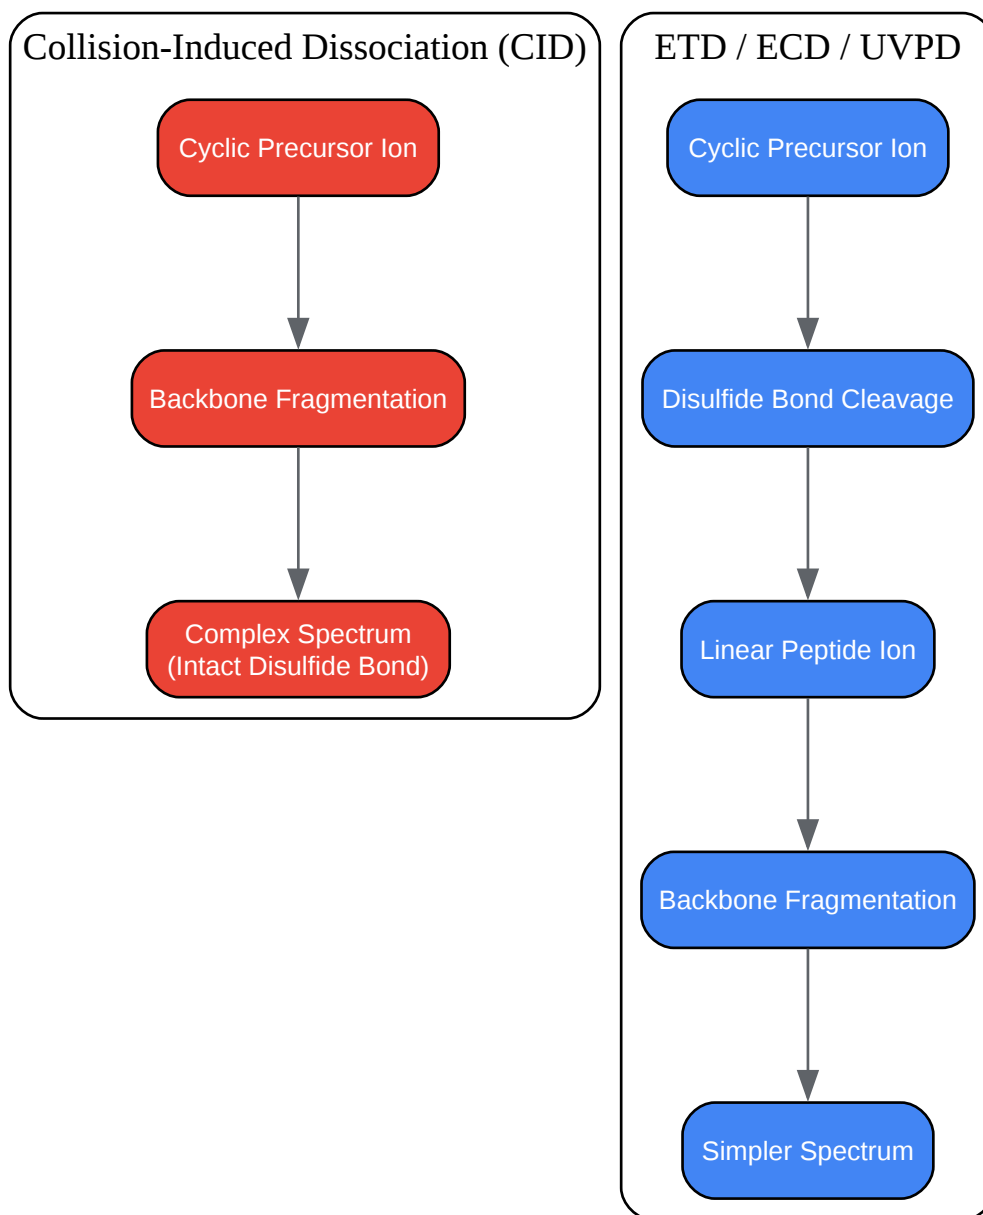 Collision-Induced Dissociation (CID)
Cyclic Precursor Ion
Backbone Fragmentation
Complex Spectrum
(Intact Disulfide Bond)
ETD / ECD / UVPD
Cyclic Precursor Ion
Disulfide Bond Cleavage
Linear Peptide Ion
Backbone Fragmentation
Simpler Spectrum